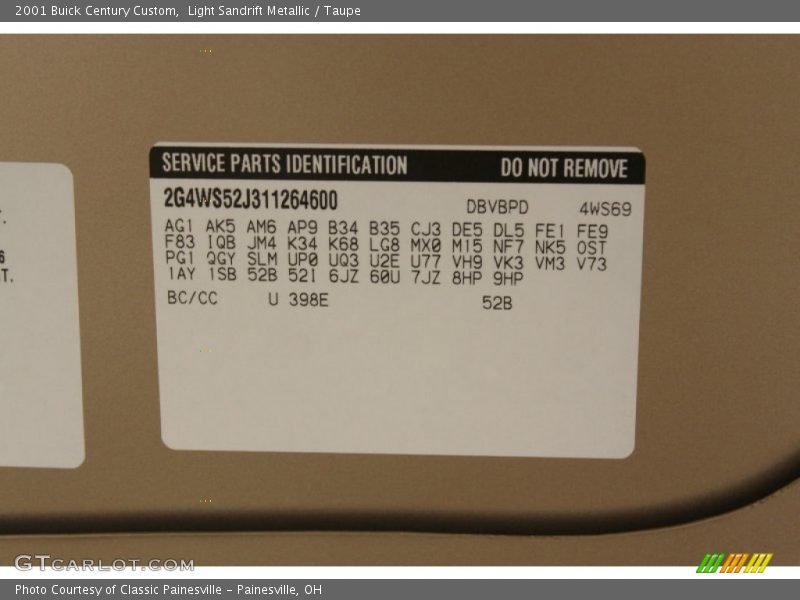 2001 Buick Century Custom, Light Sandrift Metallic / Taupe
SERVICE PARTS IDENTIFICATION DO NOT REMOVE
2G4WS52J311264600 DBVBPD 4WS69
AG1 AK5 AM6 AP9 B34 B35 CJ3 DE5 DL5 FE1 FE9
F83 IQB JM4 K34 K68 LG8 MX0 M15 NF7 NK5 OST
PG1 QGY SLM UP0 UQ3 U2E U77 VH9 VK3 VM3 V73
1AY 1SB 52B 52I 6JZ 60U 7JZ 8HP 9HP
BC/CC U 398E 52B
6
T.
GTCARLOT.COM
Photo Courtesy of Classic Painesville - Painesville, OH